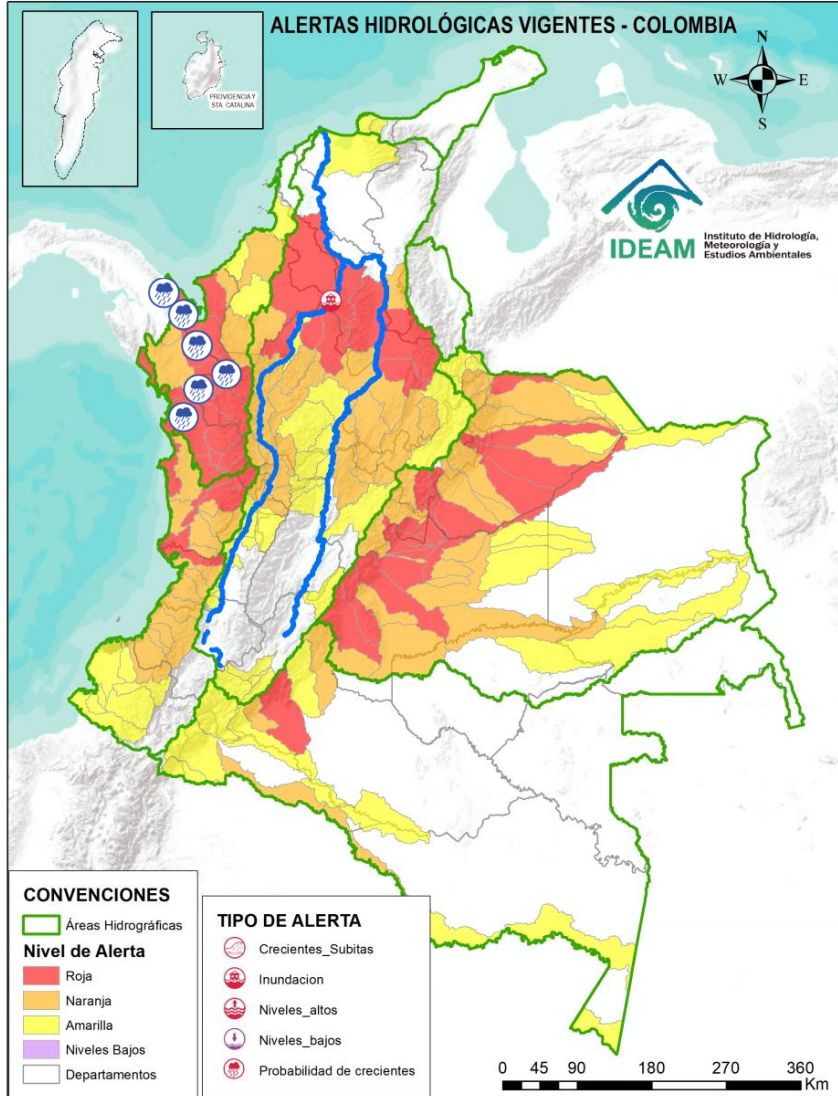 ALERTAS HIDROLÓGICAS VIGENTES - COLOMBIA
PROVIDENCIA Y
STA. CATALINA
N
W
E
S
IDEAM
Instituto de Hidrología,
Meteorología y
Estudios Ambientales
CONVENCIONES
Áreas Hidrográficas
Nivel de Alerta
Roja
Naranja
Amarilla
Niveles Bajos
Departamentos
TIPO DE ALERTA
Crecientes_Subitas
Inundacion
Niveles_altos
Niveles_bajos
Probabilidad de crecientes
0 45 90 180 270 360
Km